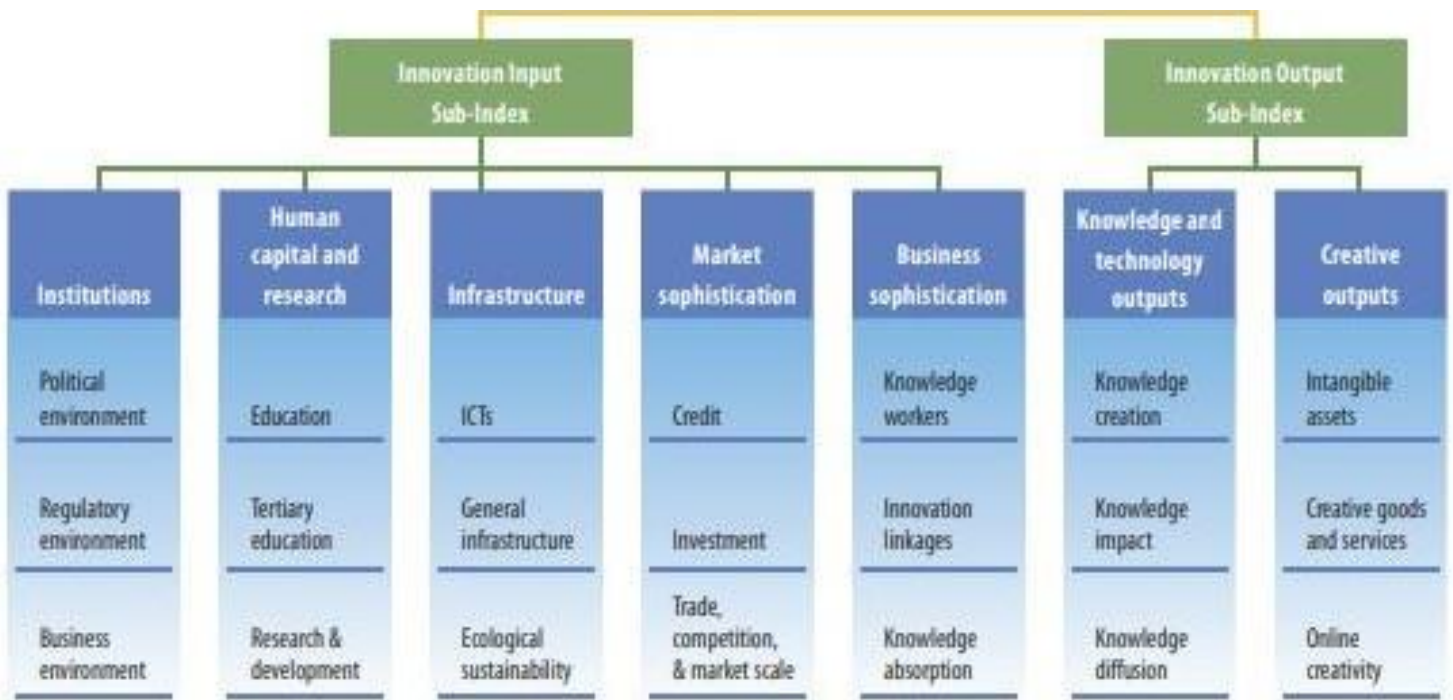 Innovation Input
Sub-Index
Innovation Output
Sub-Index
Institutions
Human
capital and
research
Infrastructure
Market
sophistication
Business
sophistication
Knowledge and
technology
outputs
Creative
outputs
Political
environment
Education
ICTs
Credit
Knowledge
workers
Knowledge
creation
Intangible
assets
Regulatory
environment
Tertiary
education
General
infrastructure
Investment
Innovation
linkages
Knowledge
impact
Creative goods
and services
Business
environment
Research &
development
Ecological
sustainability
Trade,
competition,
& market scale
Knowledge
absorption
Knowledge
diffusion
Online
creativity